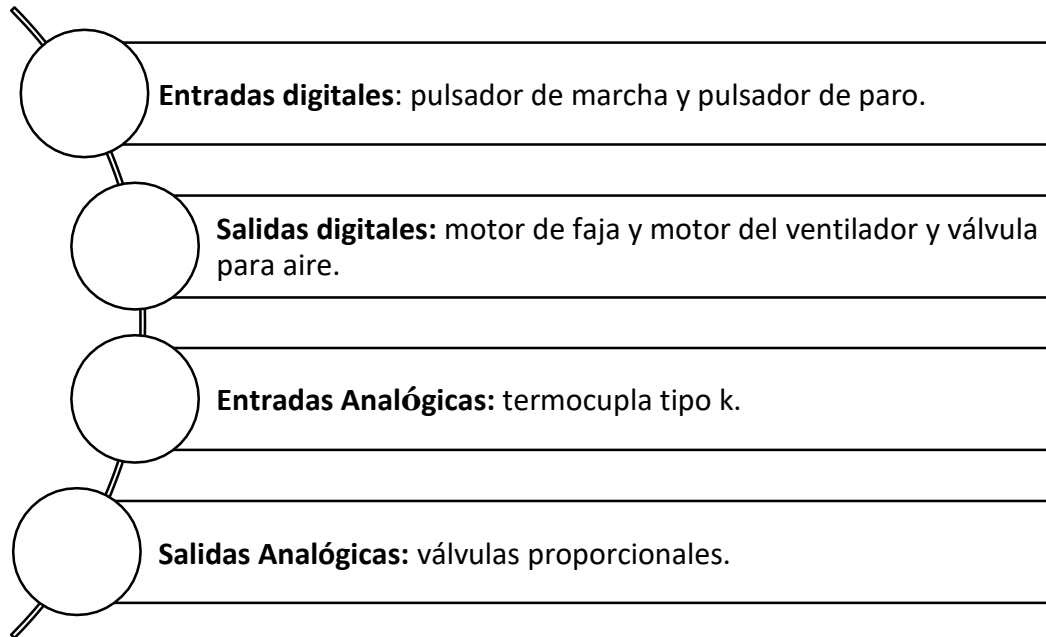 Entradas digitales: pulsador de marcha y pulsador de paro.
Salidas digitales: motor de faja y motor del ventilador y válvula
para aire.
Entradas Analógicas: termocupla tipo k.
Salidas Analógicas: válvulas proporcionales.